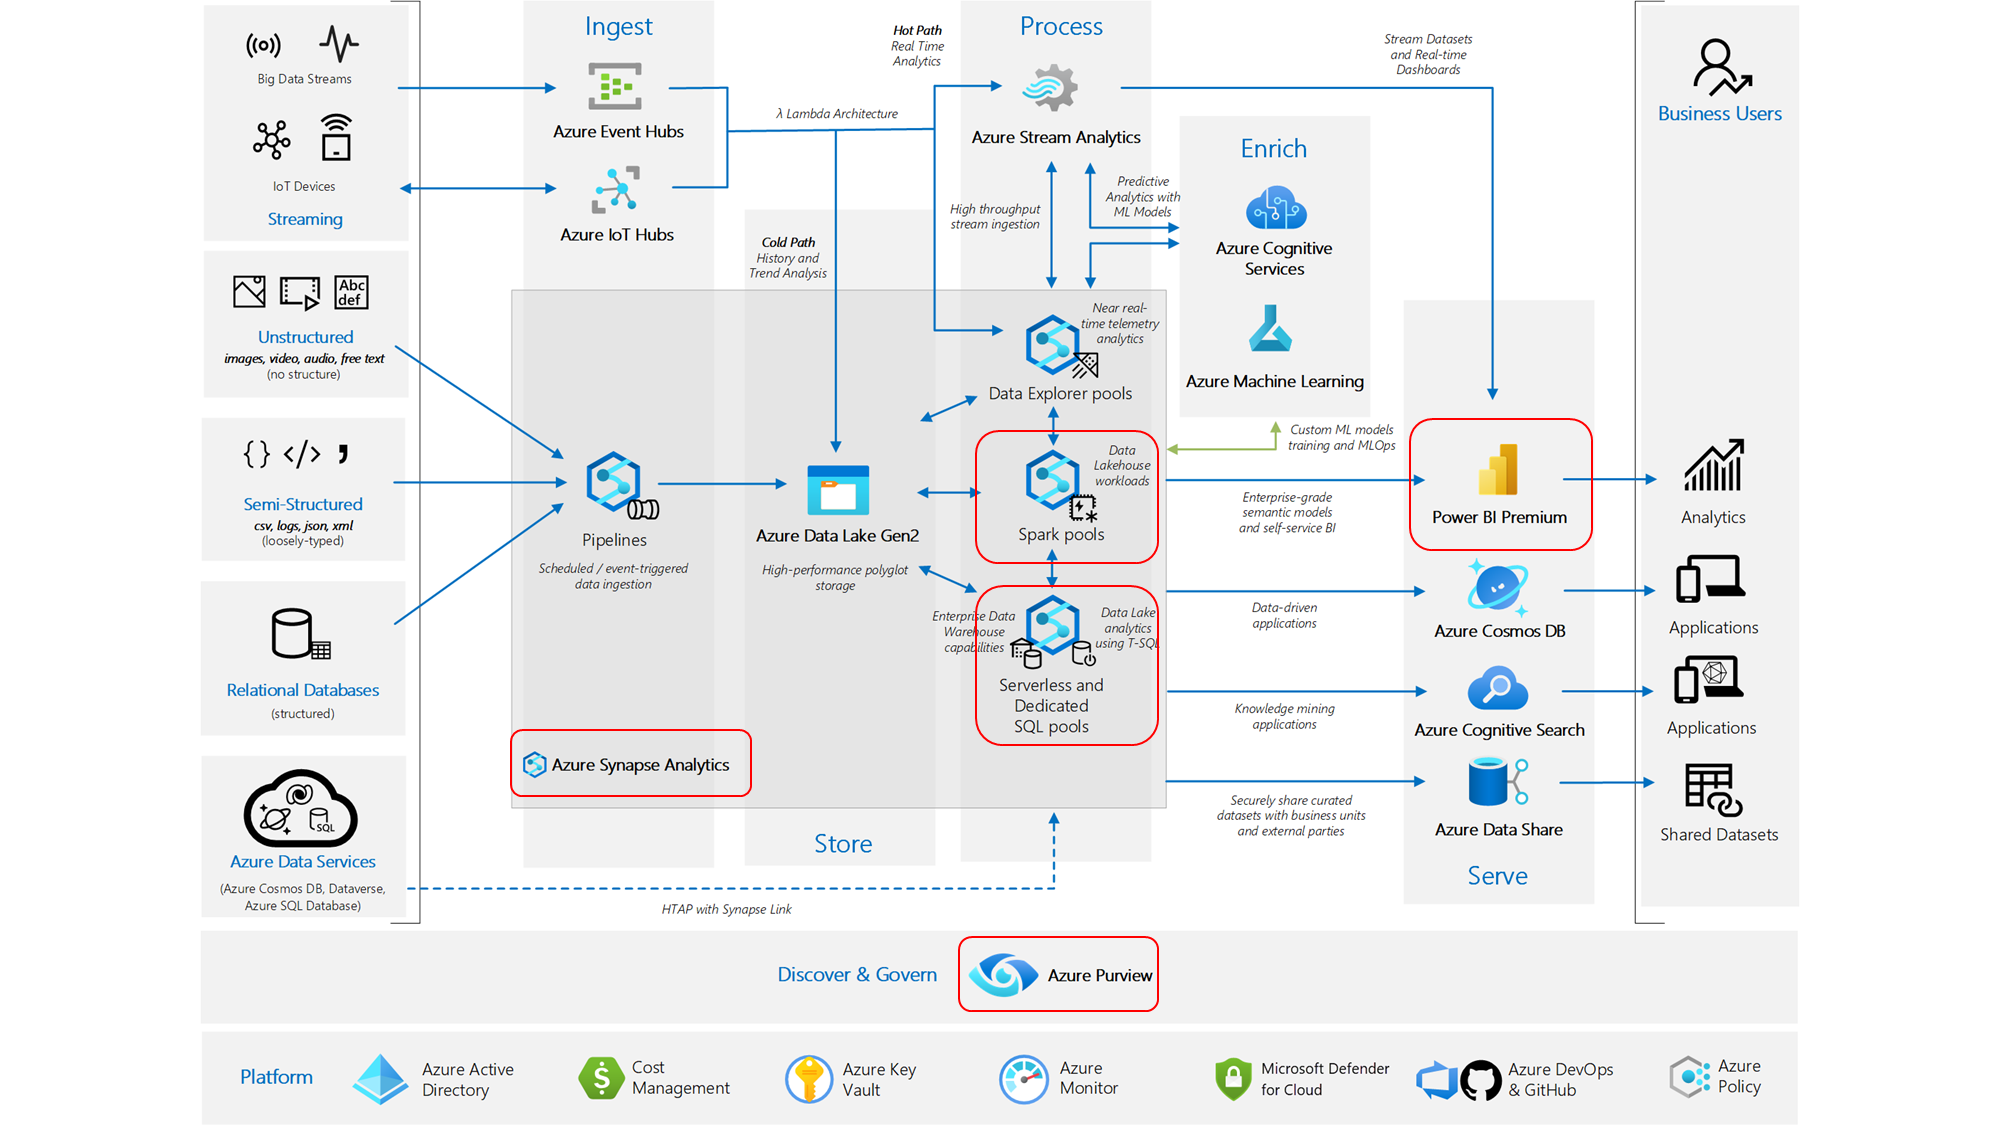 Big Data Streams
IoT Devices
Streaming
Abc
def
Unstructured
images, video, audio, free text
(no structure)
{} </> ,
Semi-Structured
csv, logs, json, xml
(loosely-typed)
Relational Databases
(structured)
SQL
Azure Data Services
(Azure Cosmos DB, Dataverse,
Azure SQL Database)
Ingest
Azure Event Hubs
Azure IoT Hubs
λ Lambda Architecture
Hot Path
Real Time
Analytics
Cold Path
History and
Trend Analysis
Pipelines
Scheduled / event-triggered
data ingestion
Azure Synapse Analytics
Azure Data Lake Gen2
High-performance polyglot
storage
Store
HTAP with Synapse Link
Process
Azure Stream Analytics
High throughput
stream ingestion
Predictive
Analytics with
ML Models
Near real-
time telemetry
analytics
Data Explorer pools
Data
Lakehouse
workloads
Spark pools
Enterprise Data
Warehouse
capabilities
Data Lake
analytics
using T-SQL
Serverless and
Dedicated
SQL pools
Enrich
Azure Cognitive
Services
Azure Machine Learning
Custom ML models
training and MLOps
Stream Datasets
and Real-time
Dashboards
Enterprise-grade
semantic models
and self-service BI
Data-driven
applications
Knowledge mining
applications
Securely share curated
datasets with business units
and external parties
Power BI Premium
Azure Cosmos DB
Azure Cognitive Search
Azure Data Share
Serve
Business Users
Analytics
Applications
Applications
Shared Datasets
Discover & Govern
Azure Purview
Platform
Azure Active
Directory
$
Cost
Management
Azure Key
Vault
Azure
Monitor
Microsoft Defender
for Cloud
Azure DevOps
& GitHub
Azure
Policy